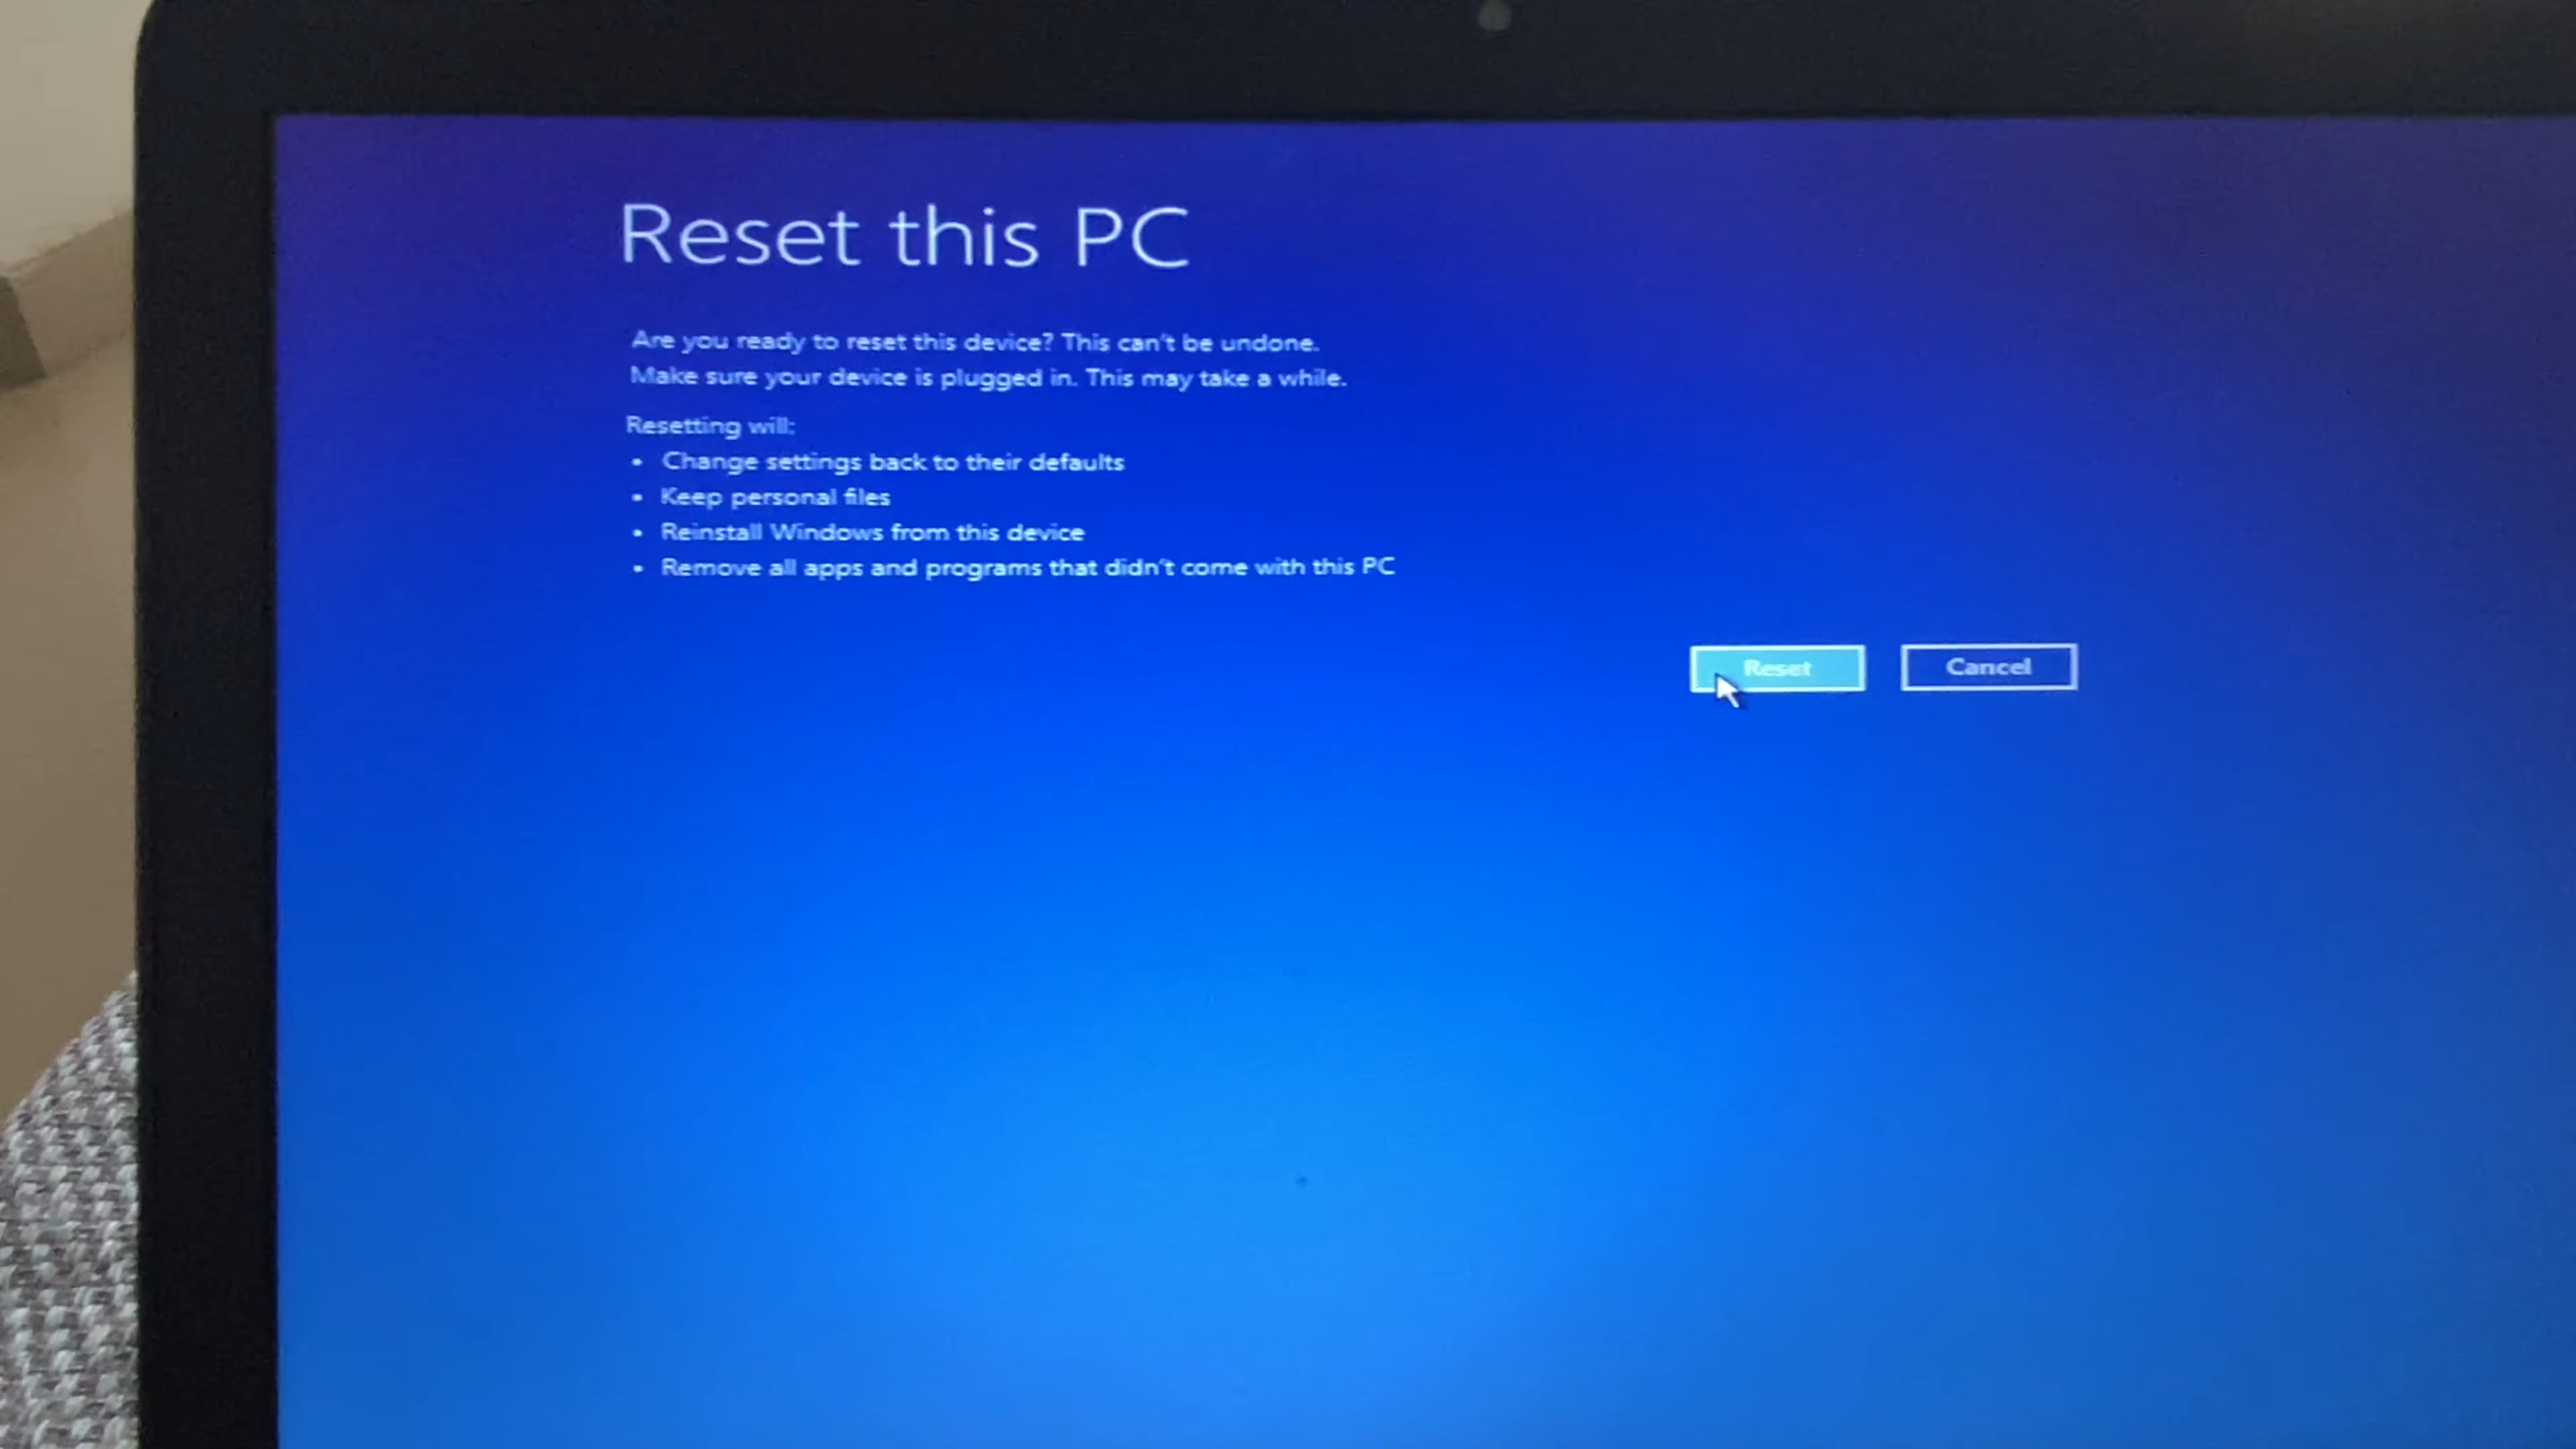 Reset this PC
Are you ready to reset this device? This can't be undone.
Make sure your device is plugged in. This may take a while.
Resetting will:
• Change settings back to their defaults
• Keep personal files
• Reinstall Windows from this device
• Remove all apps and programs that didn't come with this PC
Reset Cancel